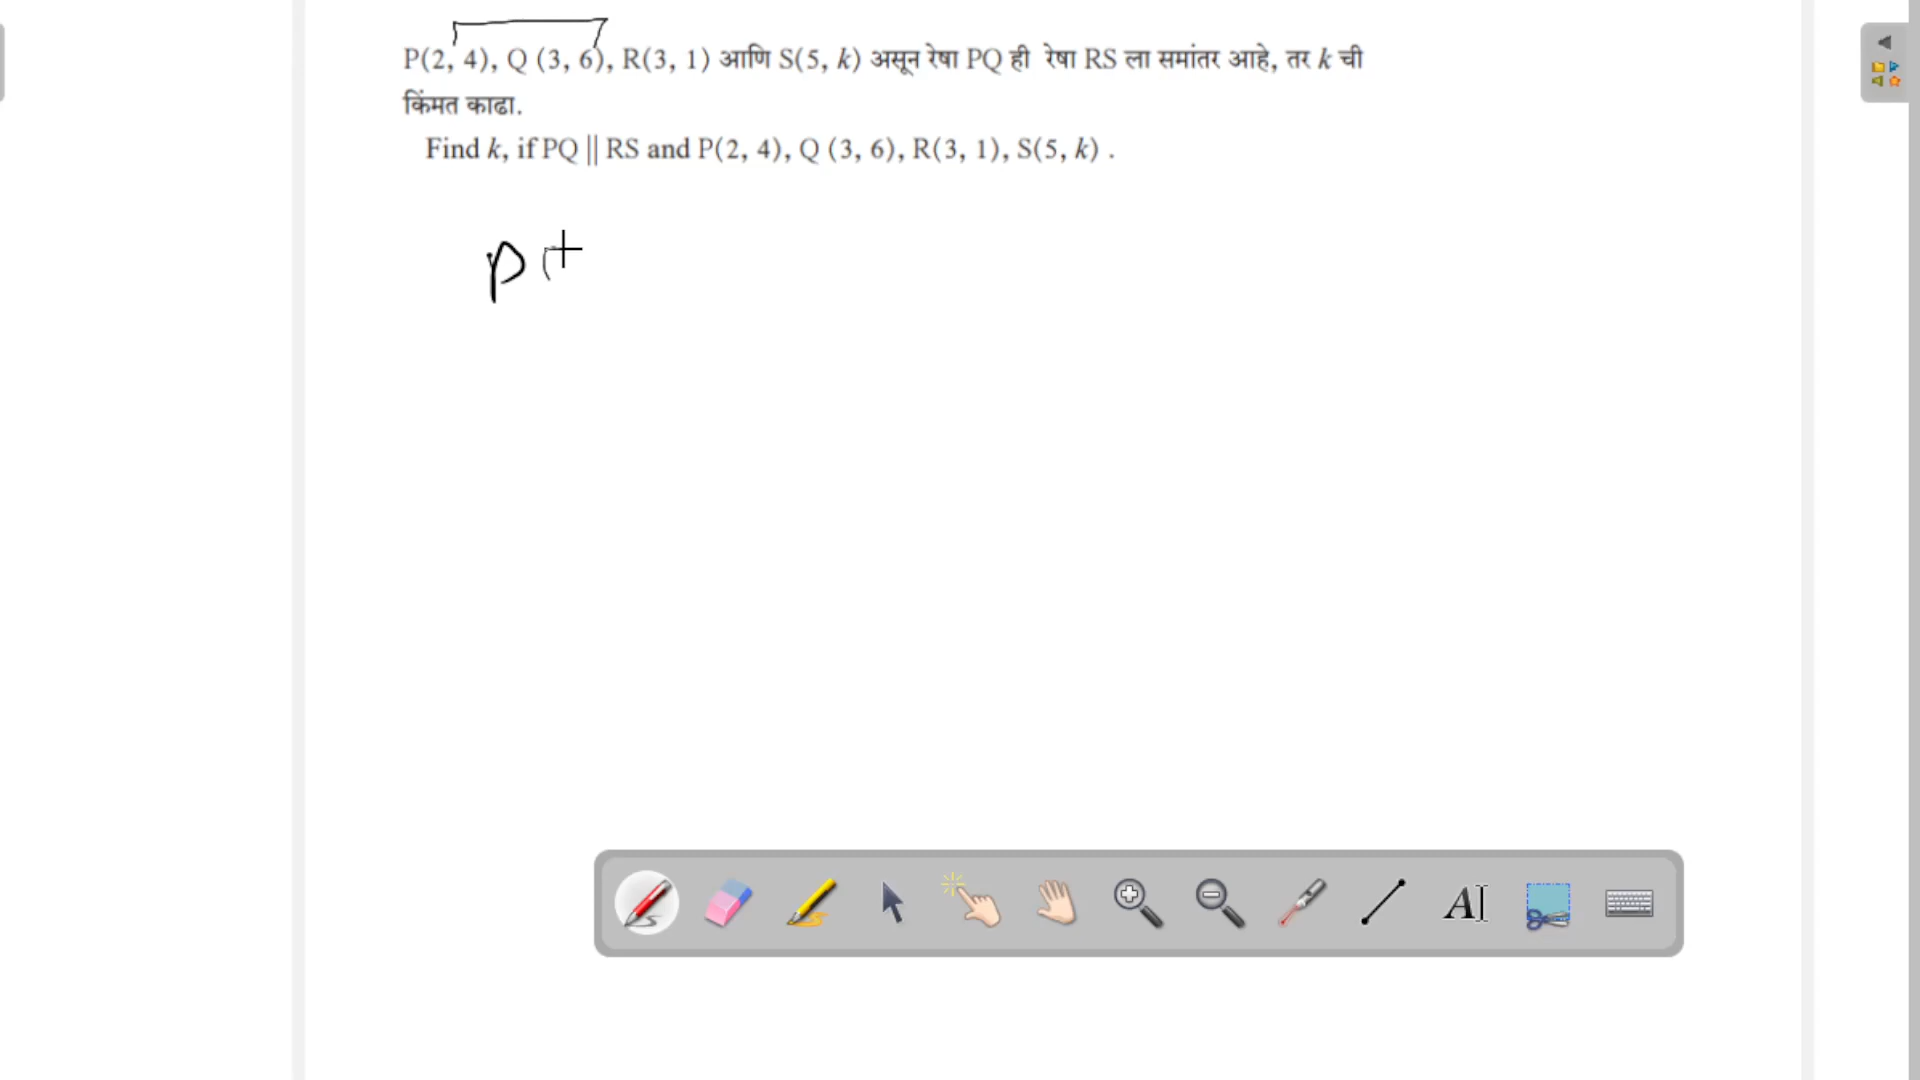 P(2, 4), Q (3, 6), R(3, 1) आणि S(5, k) असून रेषा PQ ही रेषा RS ला समांतर आहे, तर k ची
किंमत काढा.
Find k, if PQ || RS and P(2, 4), Q (3, 6), R(3, 1), S(5, k) .
P (
AI